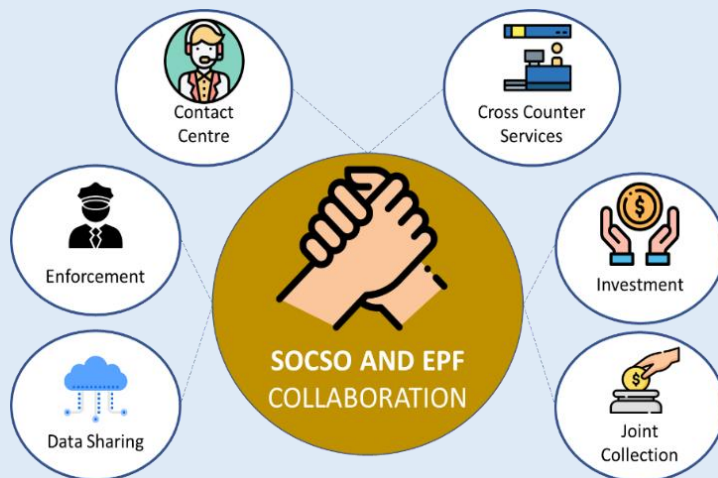 Contact
Centre
Cross Counter
Services
Enforcement
Investment
SOCSO AND EPF
COLLABORATION
Data Sharing
Joint
Collection